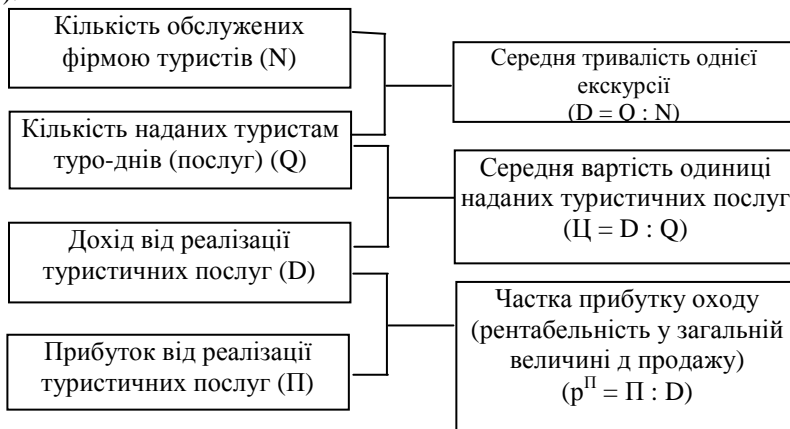 ).
Кількість обслужених
фірмою туристів (N)
Середня тривалість однієї
екскурсії
(D = Q : N)
Кількість наданих туристам
туро-днів (послуг) (Q)
Середня вартість одиниці
наданих туристичних послуг
(Ц = D : Q)
Дохід від реалізації
туристичних послуг (D)
Частка прибутку оходу
(рентабельність у загальній
величині д продажу)
(р^П = П : D)
Прибуток від реалізації
туристичних послуг (П)